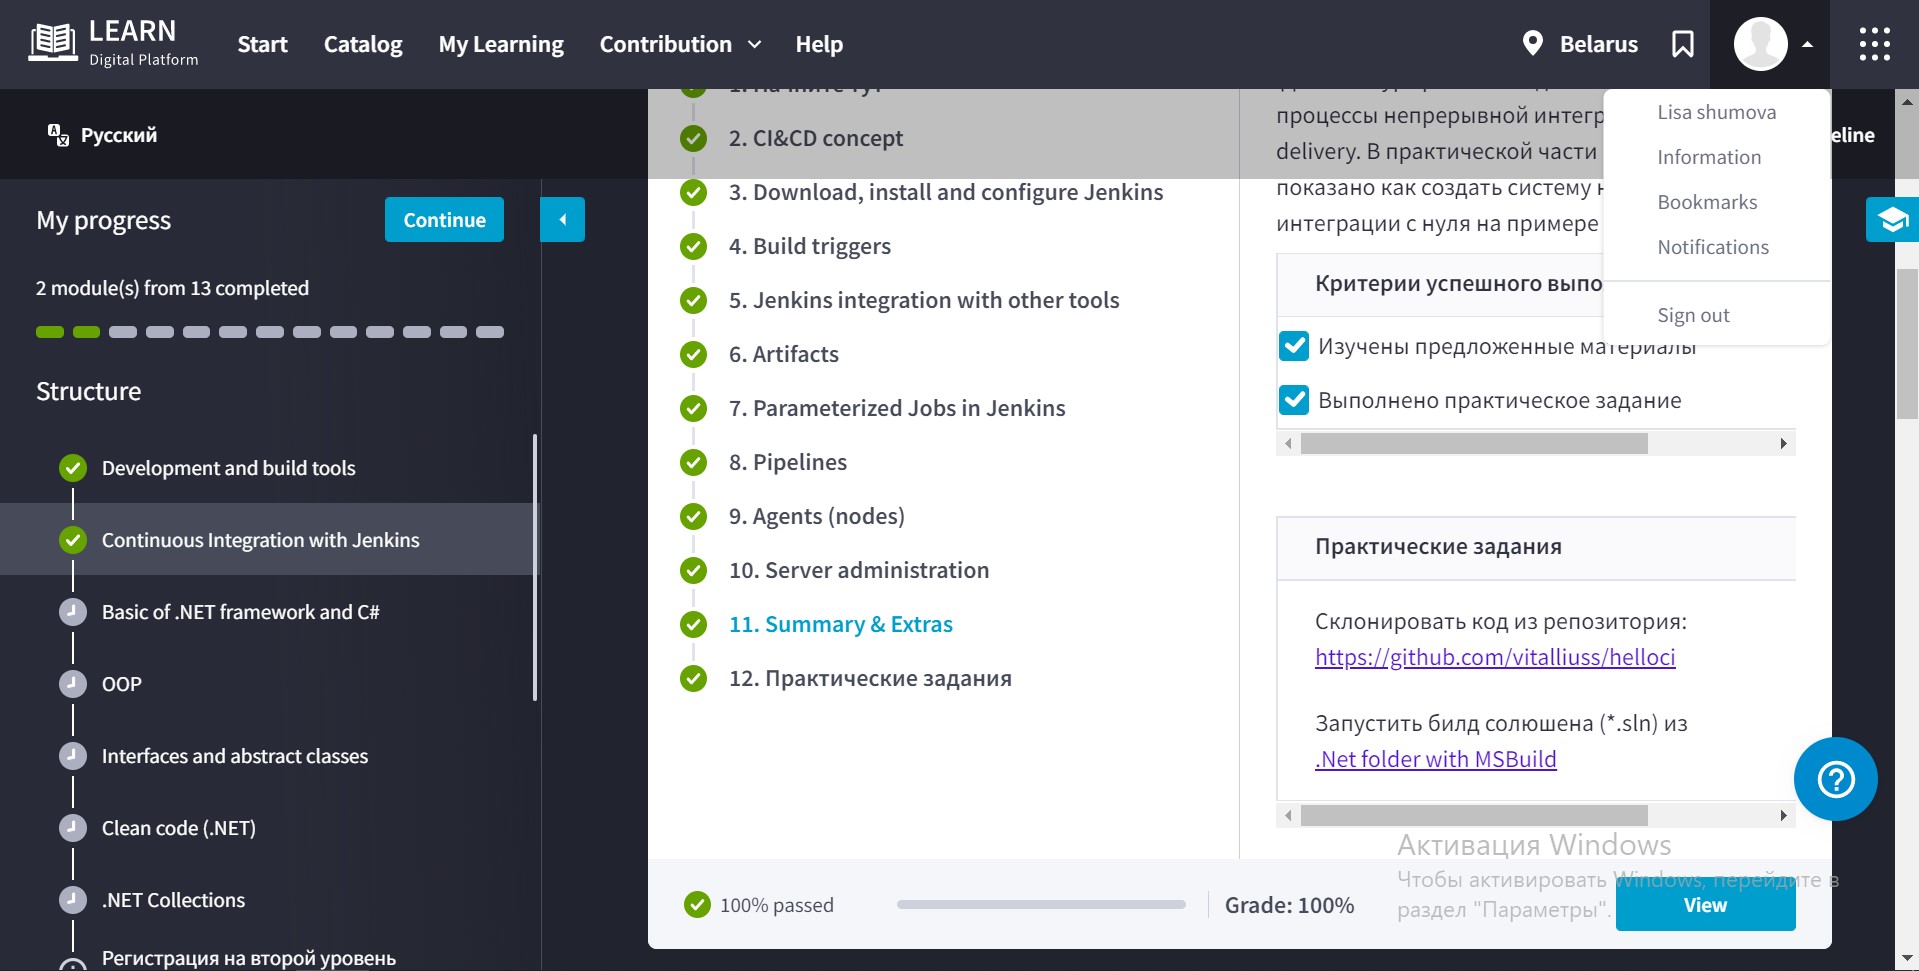 LEARN
Digital Platform
Start
Catalog
My Learning
Contribution
Help
Belarus
Lisa shumova
Information
Bookmarks
Notifications
Sign out
Русский
eline
My progress
Continue
2 module(s) from 13 completed
Structure
Development and build tools
Continuous Integration with Jenkins
Basic of .NET framework and C#
OOP
Interfaces and abstract classes
Clean code (.NET)
.NET Collections
Регистрация на второй уровень
2. CI&CD concept
3. Download, install and configure Jenkins
4. Build triggers
5. Jenkins integration with other tools
6. Artifacts
7. Parameterized Jobs in Jenkins
8. Pipelines
9. Agents (nodes)
10. Server administration
11. Summary & Extras
12. Практические задания
процессы непрерывной интегр
delivery. В практической части
показано как создать систему н
интеграции с нуля на примере
Критерии успешного выпо
Изучены предложенные материалы
Выполнено практическое задание
Практические задания
Склонировать код из репозитория:
https://github.com/vitalliuss/helloci
Запустить билд солюшена (*.sln) из
.Net folder with MSBuild
100% passed
Grade: 100%
View
Активация Windows
Чтобы активировать Windows, перейдите в
раздел "Параметры".